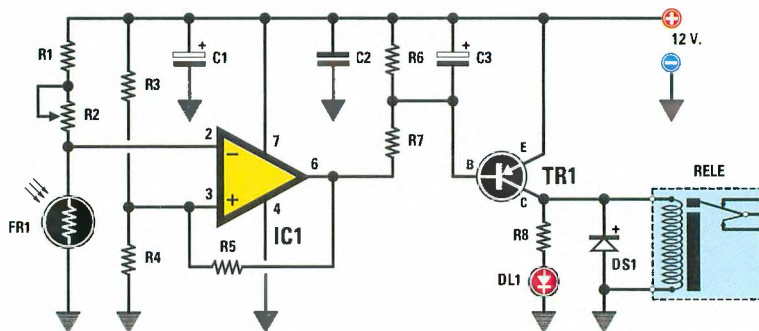 R1
R2
R3
C1
C2
R6
C3
12 V.
2
7
6
3
4
R7
B
E
C
TR1
RELE
FR1
R4
R5
IC1
R8
DL1
DS1